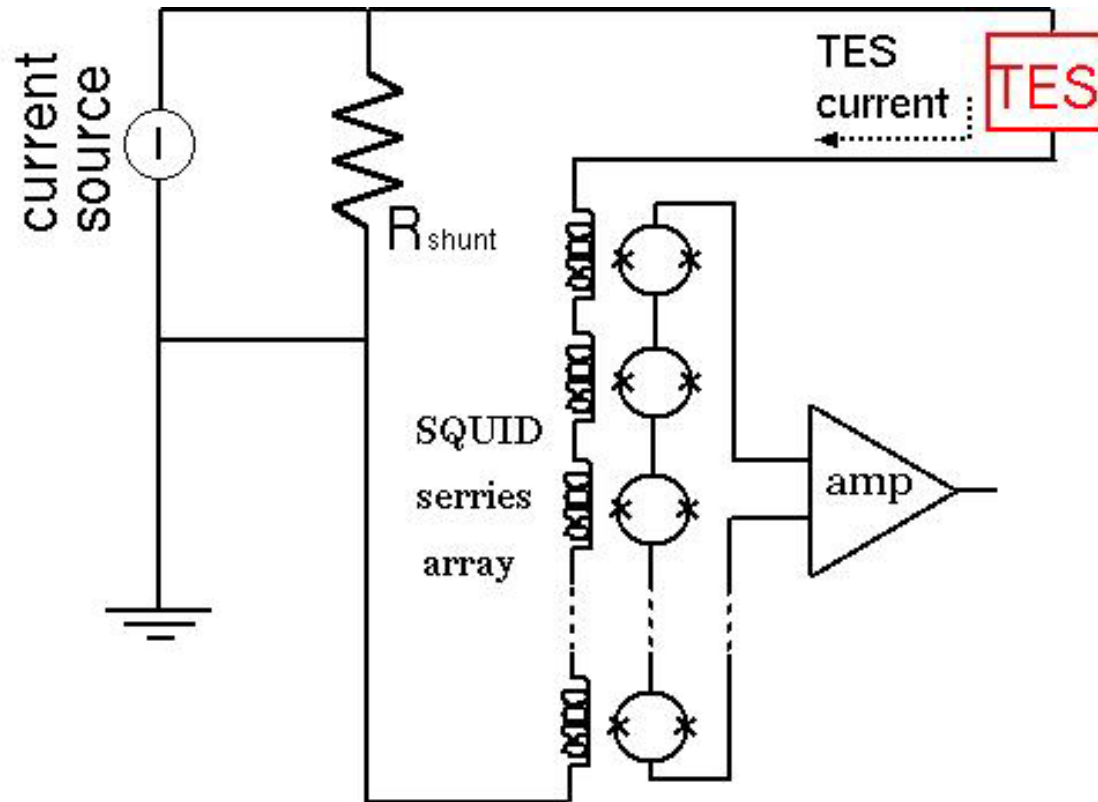 current
source
I
R shunt
TES
current
TES
SQUID
serries
array
amp